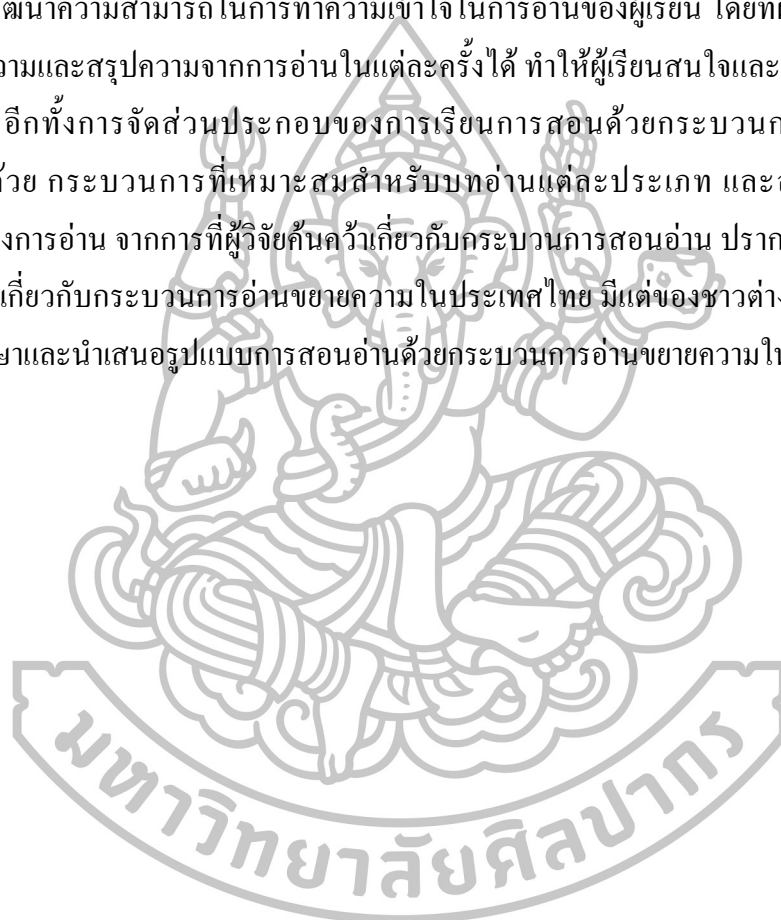 ฒนาความสามารถในการทำความเข้าใจในการอ่านของผู้เรียน โดยที่
วามและสรุปความจากการอ่านในแต่ละครั้งได้ ทำให้ผู้เรียนสนใจและ
อีกทั้งการจัดส่วนประกอบของการเรียนการสอนด้วยกระบวน
ด้วย กระบวนการที่เหมาะสมสำหรับบทอ่านแต่ละประเภท และ
งการอ่าน จากการที่ผู้วิจัยค้นคว้าเกี่ยวกับกระบวนการสอนอ่าน ปราก
เกี่ยวกับกระบวนการอ่านขยายความในประเทศไทย มีแต่ของชาวต่าง
ษาและนำเสนอรูปแบบการสอนอ่านด้วยกระบวนการอ่านขยายความใน
มหาวิทยาลัยศิลปากร